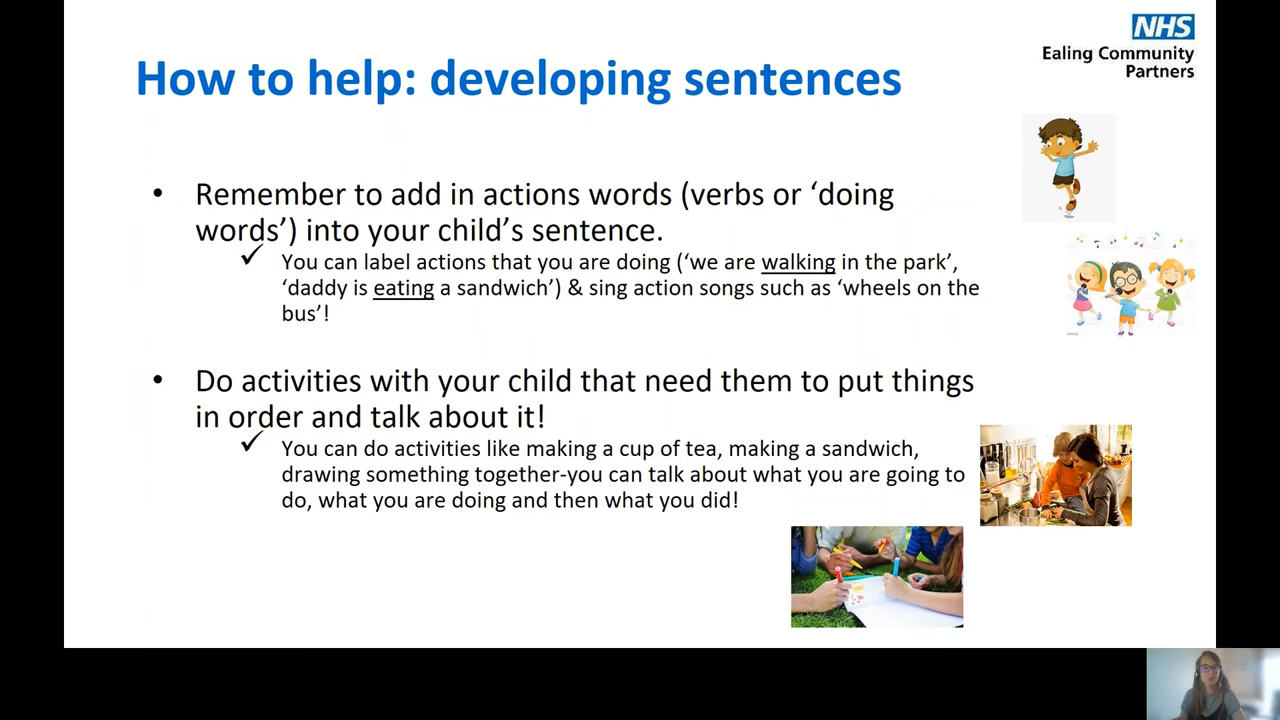 NHS
Ealing Community
Partners
How to help: developing sentences
• Remember to add in actions words (verbs or ‘doing
words’) into your child’s sentence.
✓ You can label actions that you are doing (‘we are walking in the park’,
‘daddy is eating a sandwich’) & sing action songs such as ‘wheels on the
bus’!
• Do activities with your child that need them to put things
in order and talk about it!
✓ You can do activities like making a cup of tea, making a sandwich,
drawing something together-you can talk about what you are going to
do, what you are doing and then what you did!